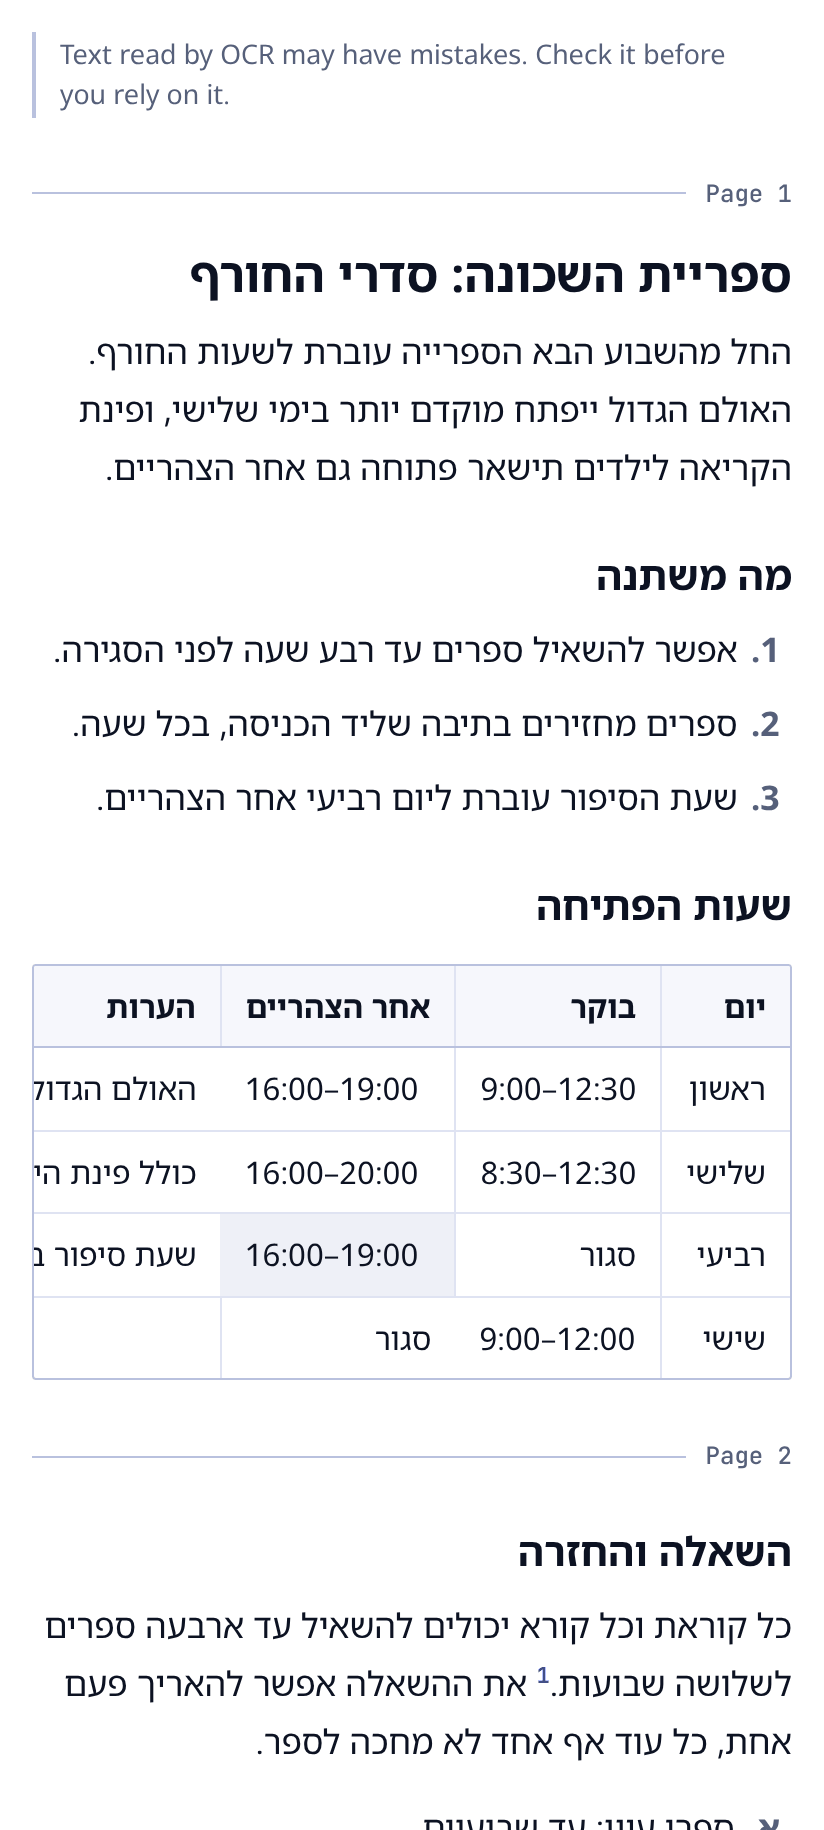 Text read by OCR may have mistakes. Check it before
you rely on it.
Page 1
ספריית השכונה: סדרי החורף
החל מהשבוע הבא הספרייה עוברת לשעות החורף.
האולם הגדול ייפתח מוקדם יותר בימי שלישי, ופינת
הקריאה לילדים תישאר פתוחה גם אחר הצהריים.
מה משתנה
1. אפשר להשאיל ספרים עד רבע שעה לפני הסגירה.
2. ספרים מחזירים בתיבה שליד הכניסה, בכל שעה.
3. שעת הסיפור עוברת ליום רביעי אחר הצהריים.
שעות הפתיחה
יום בוקר אחר הצהריים הערות
ראשון 9:00–12:30 16:00–19:00 האולם הגדול
שלישי 8:30–12:30 16:00–20:00 כולל פינת
רביעי סגור 16:00–19:00 שעת סיפור
שישי 9:00–12:00 סגור
Page 2
השאלה והחזרה
כל קוראת וכל קורא יכולים להשאיל עד ארבעה ספרים
לשלושה שבועות.1 את ההשאלה אפשר להאריך פעם
אחת, כל עוד אף אחד לא מחכה לספר.